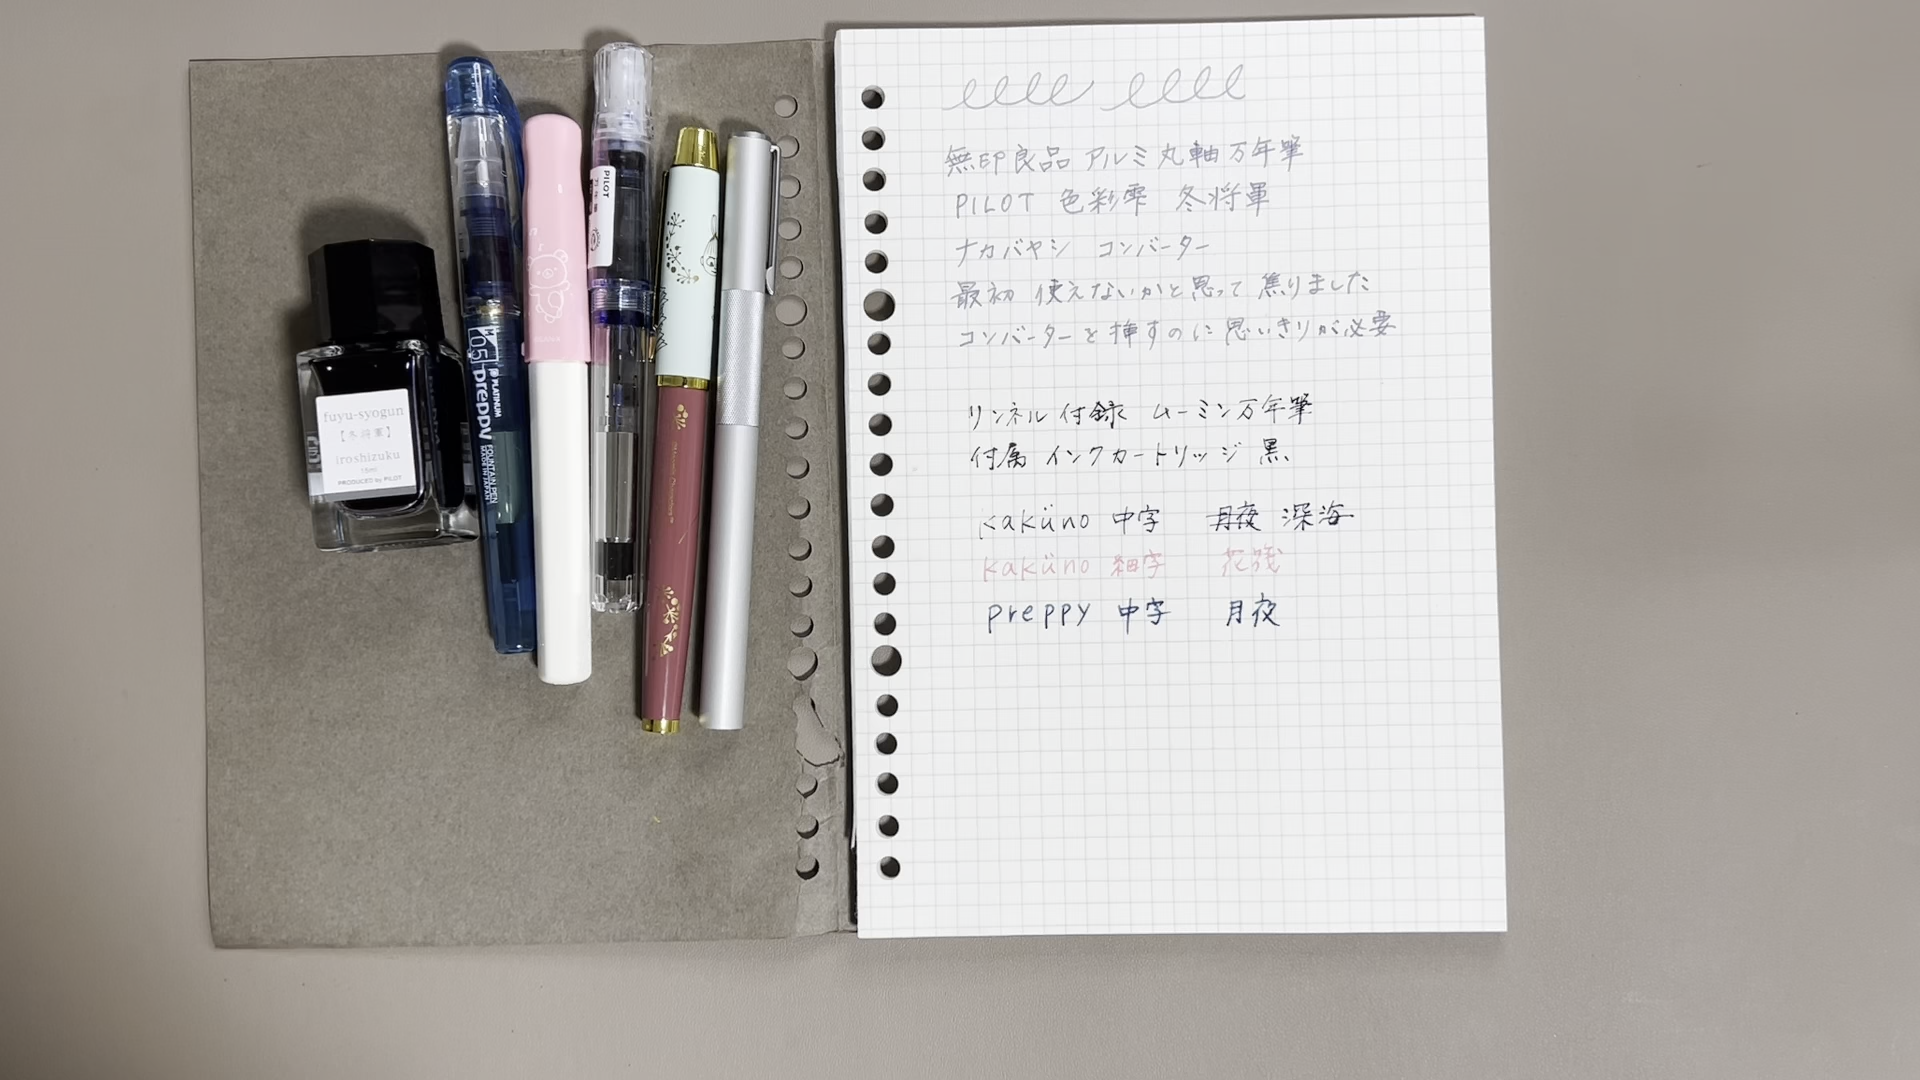 fuyu-syogun
【冬将軍】
iroshizuku
15ml
PRODUCED by PILOT
05 PLATINUM
preppy
FOUNTAIN PEN
MADE IN JAPAN
PILOT
無印良品 アルミ丸軸万年筆
PILOT 色彩雫 冬将軍
ナカバヤシ コンバーター
最初 使えないかと思って 焦りました
コンバーターを挿すのに思いきりが必要
リンネル付録 ムーミン万年筆
付属 インクカートリッジ 黒、
kaküno 中字 月夜 深海
kaküno 細字 花筏
preppy 中字 月夜